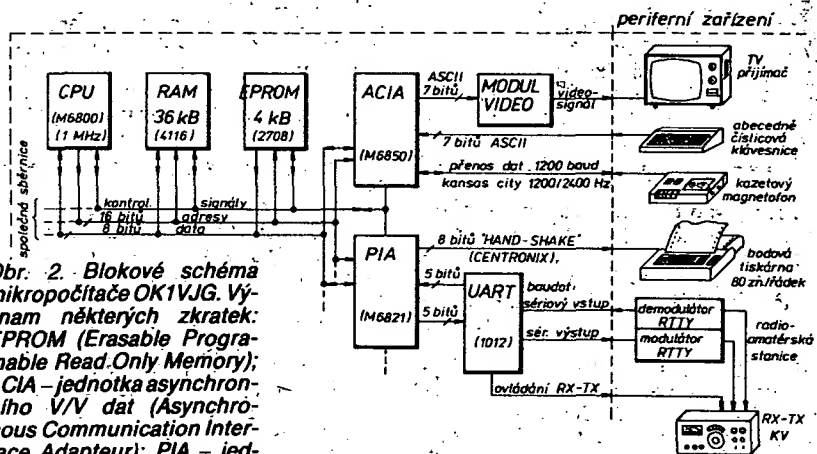 periferní zařízení
CPU
(M6800)
(1 MHz)
RAM
36 kB
(4116)
EPROM
4 kB
(2708)
ACIA
(M6850)
ASCII
7 bitů
MODUL
VIDEO
video-
signál
TV
přijímač
7 bitů ASCII
abecedně
číslicová
klávesnice
přenos dat 1200 baud
kansas city 1200/2400 Hz
kazetový
magnetofon
společná sběrnice
kontrol. signály
16 bitů adresy
8 bitů data
PIA
(M6821)
8 bitů "HAND-SHAKE"
(CENTRONIX),
bodová
tiskárna
80 zn./řádek
5 bitů
5 bitů
UART
(1012)
baudot
sériový vstup
sér. výstup
demodulátor
RTTY
modulátor
RTTY
radio-
amatérská
stanice
ovládání RX-TX
RX-TX
KV
Obr. 2. Blokové schéma
mikropočítače OK1VJG. Vý-
znam některých zkratek:
EPROM (Erasable Progra-
mable Read Only Memory);
ACIA – jednotka asynchron-
ního V/V dat (Asynchro-
nous Communication Inter-
face Adapteur); PIA – jed-